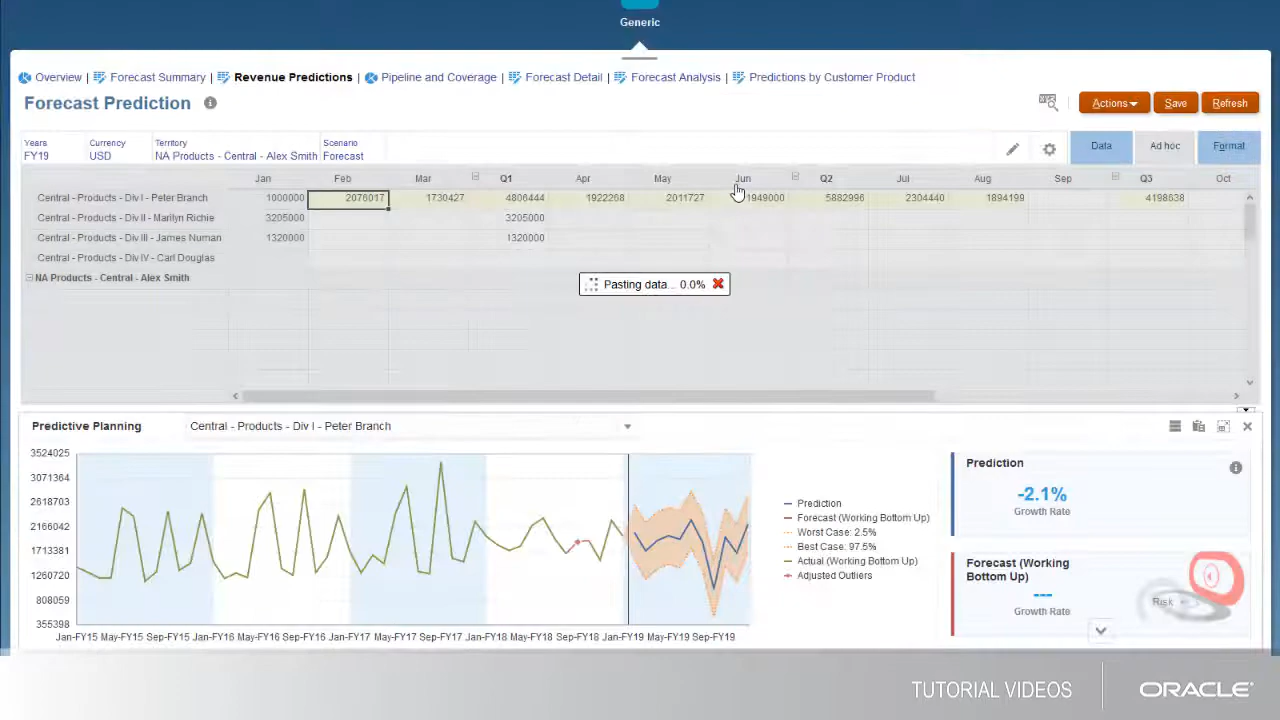 Generic
Overview | Forecast Summary | Revenue Predictions | Pipeline and Coverage | Forecast Detail | Forecast Analysis | Predictions by Customer Product
Forecast Prediction
Actions Save Refresh
Years Currency Territory Scenario
FY19 USD NA Products - Central - Alex Smith Forecast
Data Ad hoc Format
Jan Feb Mar Q1 Apr May Jun Q2 Jul Aug Sep Q3 Oct
Central - Products - Div I - Peter Branch 1000000 2076017 1730427 4806444 1922268 2011727 1949000 5882996 2304440 1894199 4198638
Central - Products - Div II - Marilyn Richie 3205000 3205000
Central - Products - Div III - James Numan 1320000 1320000
Central - Products - Div IV - Carl Douglas
NA Products - Central - Alex Smith
Pasting data... 0.0%
Predictive Planning Central - Products - Div I - Peter Branch
3524025
3071364
2618703
2166042
1713381
1260720
808059
355398
Jan-FY15 May-FY15 Sep-FY15 Jan-FY16 May-FY16 Sep-FY16 Jan-FY17 May-FY17 Sep-FY17 Jan-FY18 May-FY18 Sep-FY18 Jan-FY19 May-FY19 Sep-FY19
Prediction
Forecast (Working Bottom Up)
Worst Case: 2.5%
Best Case: 97.5%
Actual (Working Bottom Up)
Adjusted Outliers
Prediction
-2.1%
Growth Rate
Forecast (Working
Bottom Up)
---
Growth Rate
Risk
TUTORIAL VIDEOS
ORACLE